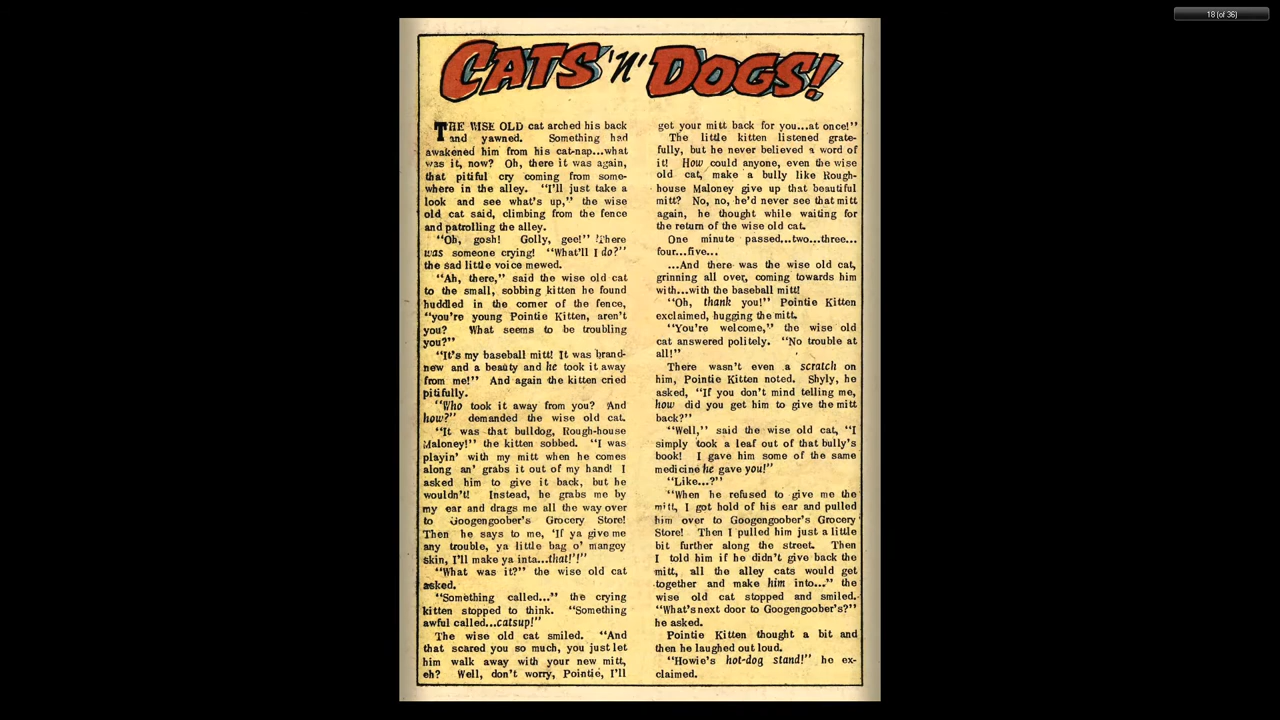 18 (of 36)
CATS 'N' DOGS!
THE WISE OLD cat arched his back
and yawned. Something had
awakened him from his cat-nap...what
was it, now? Oh, there it was again,
that pitiful cry coming from some-
where in the alley. "I'll just take a
look and see what's up," the wise
old cat said, climbing from the fence
and patrolling the alley.
"Oh, gosh! Golly, gee!" There
was someone crying! "What'll I do?"
the sad little voice mewed.
"Ah, there," said the wise old cat
to the small, sobbing kitten he found
huddled in the corner of the fence,
"you're young Pointie Kitten, aren't
you? What seems to be troubling
you?"
"It's my baseball mitt! It was brand-
new and a beauty and he took it away
from me!" And again the kitten cried
pitifully.
"Who took it away from you? And
how?" demanded the wise old cat.
"It was that bulldog, Rough-house
Maloney!" the kitten sobbed. "I was
playin' with my mitt when he comes
along an' grabs it out of my hand! I
asked him to give it back, but he
wouldn't! Instead, he grabs me by
my ear and drags me all the way over
to Googengoober's Grocery Store!
Then he says to me, 'If ya give me
any trouble, ya little bag o' mangey
skin, I'll make ya inta...that!'!"
"What was it?" the wise old cat
asked.
"Something called..." the crying
kitten stopped to think. "Something
awful called...catsup!"
The wise old cat smiled. "And
that scared you so much, you just let
him walk away with your new mitt,
eh? Well, don't worry, Pointie, I'll
get your mitt back for you...at once!"
The little kitten listened grate-
fully, but he never believed a word of
it! How could anyone, even the wise
old cat, make a bully like Rough-
house Maloney give up that beautiful
mitt? No, no, he'd never see that mitt
again, he thought while waiting for
the return of the wise old cat.
One minute passed...two...three...
four...five...
...And there was the wise old cat,
grinning all over, coming towards him
with...with the baseball mitt!
"Oh, thank you!" Pointie Kitten
exclaimed, hugging the mitt.
"You're welcome," the wise old
cat answered politely. "No trouble at
all!"
There wasn't even a scratch on
him, Pointie Kitten noted. Shyly, he
asked, "If you don't mind telling me,
how did you get him to give the mitt
back?"
"Well," said the wise old cat, "I
simply took a leaf out of that bully's
book! I gave him some of the same
medicine he gave you!"
"Like...?"
"When he refused to give me the
mitt, I got hold of his ear and pulled
him over to Googengoober's Grocery
Store! Then I pulled him just a little
bit further along the street. Then
I told him if he didn't give back the
mitt, all the alley cats would get
together and make him into..." the
wise old cat stopped and smiled.
"What's next door to Googengoober's?"
he asked.
Pointie Kitten thought a bit and
then he laughed out loud.
"Howie's hot-dog stand!" he ex-
claimed.